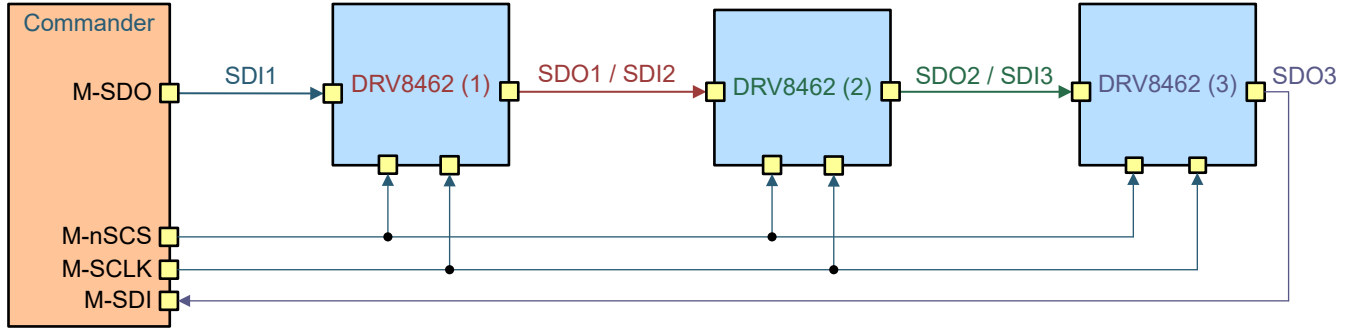 Commander
M-SDO
SDI1
DRV8462 (1)
SDO1 / SDI2
DRV8462 (2)
SDO2 / SDI3
DRV8462 (3)
SDO3
M-nSCS
M-SCLK
M-SDI